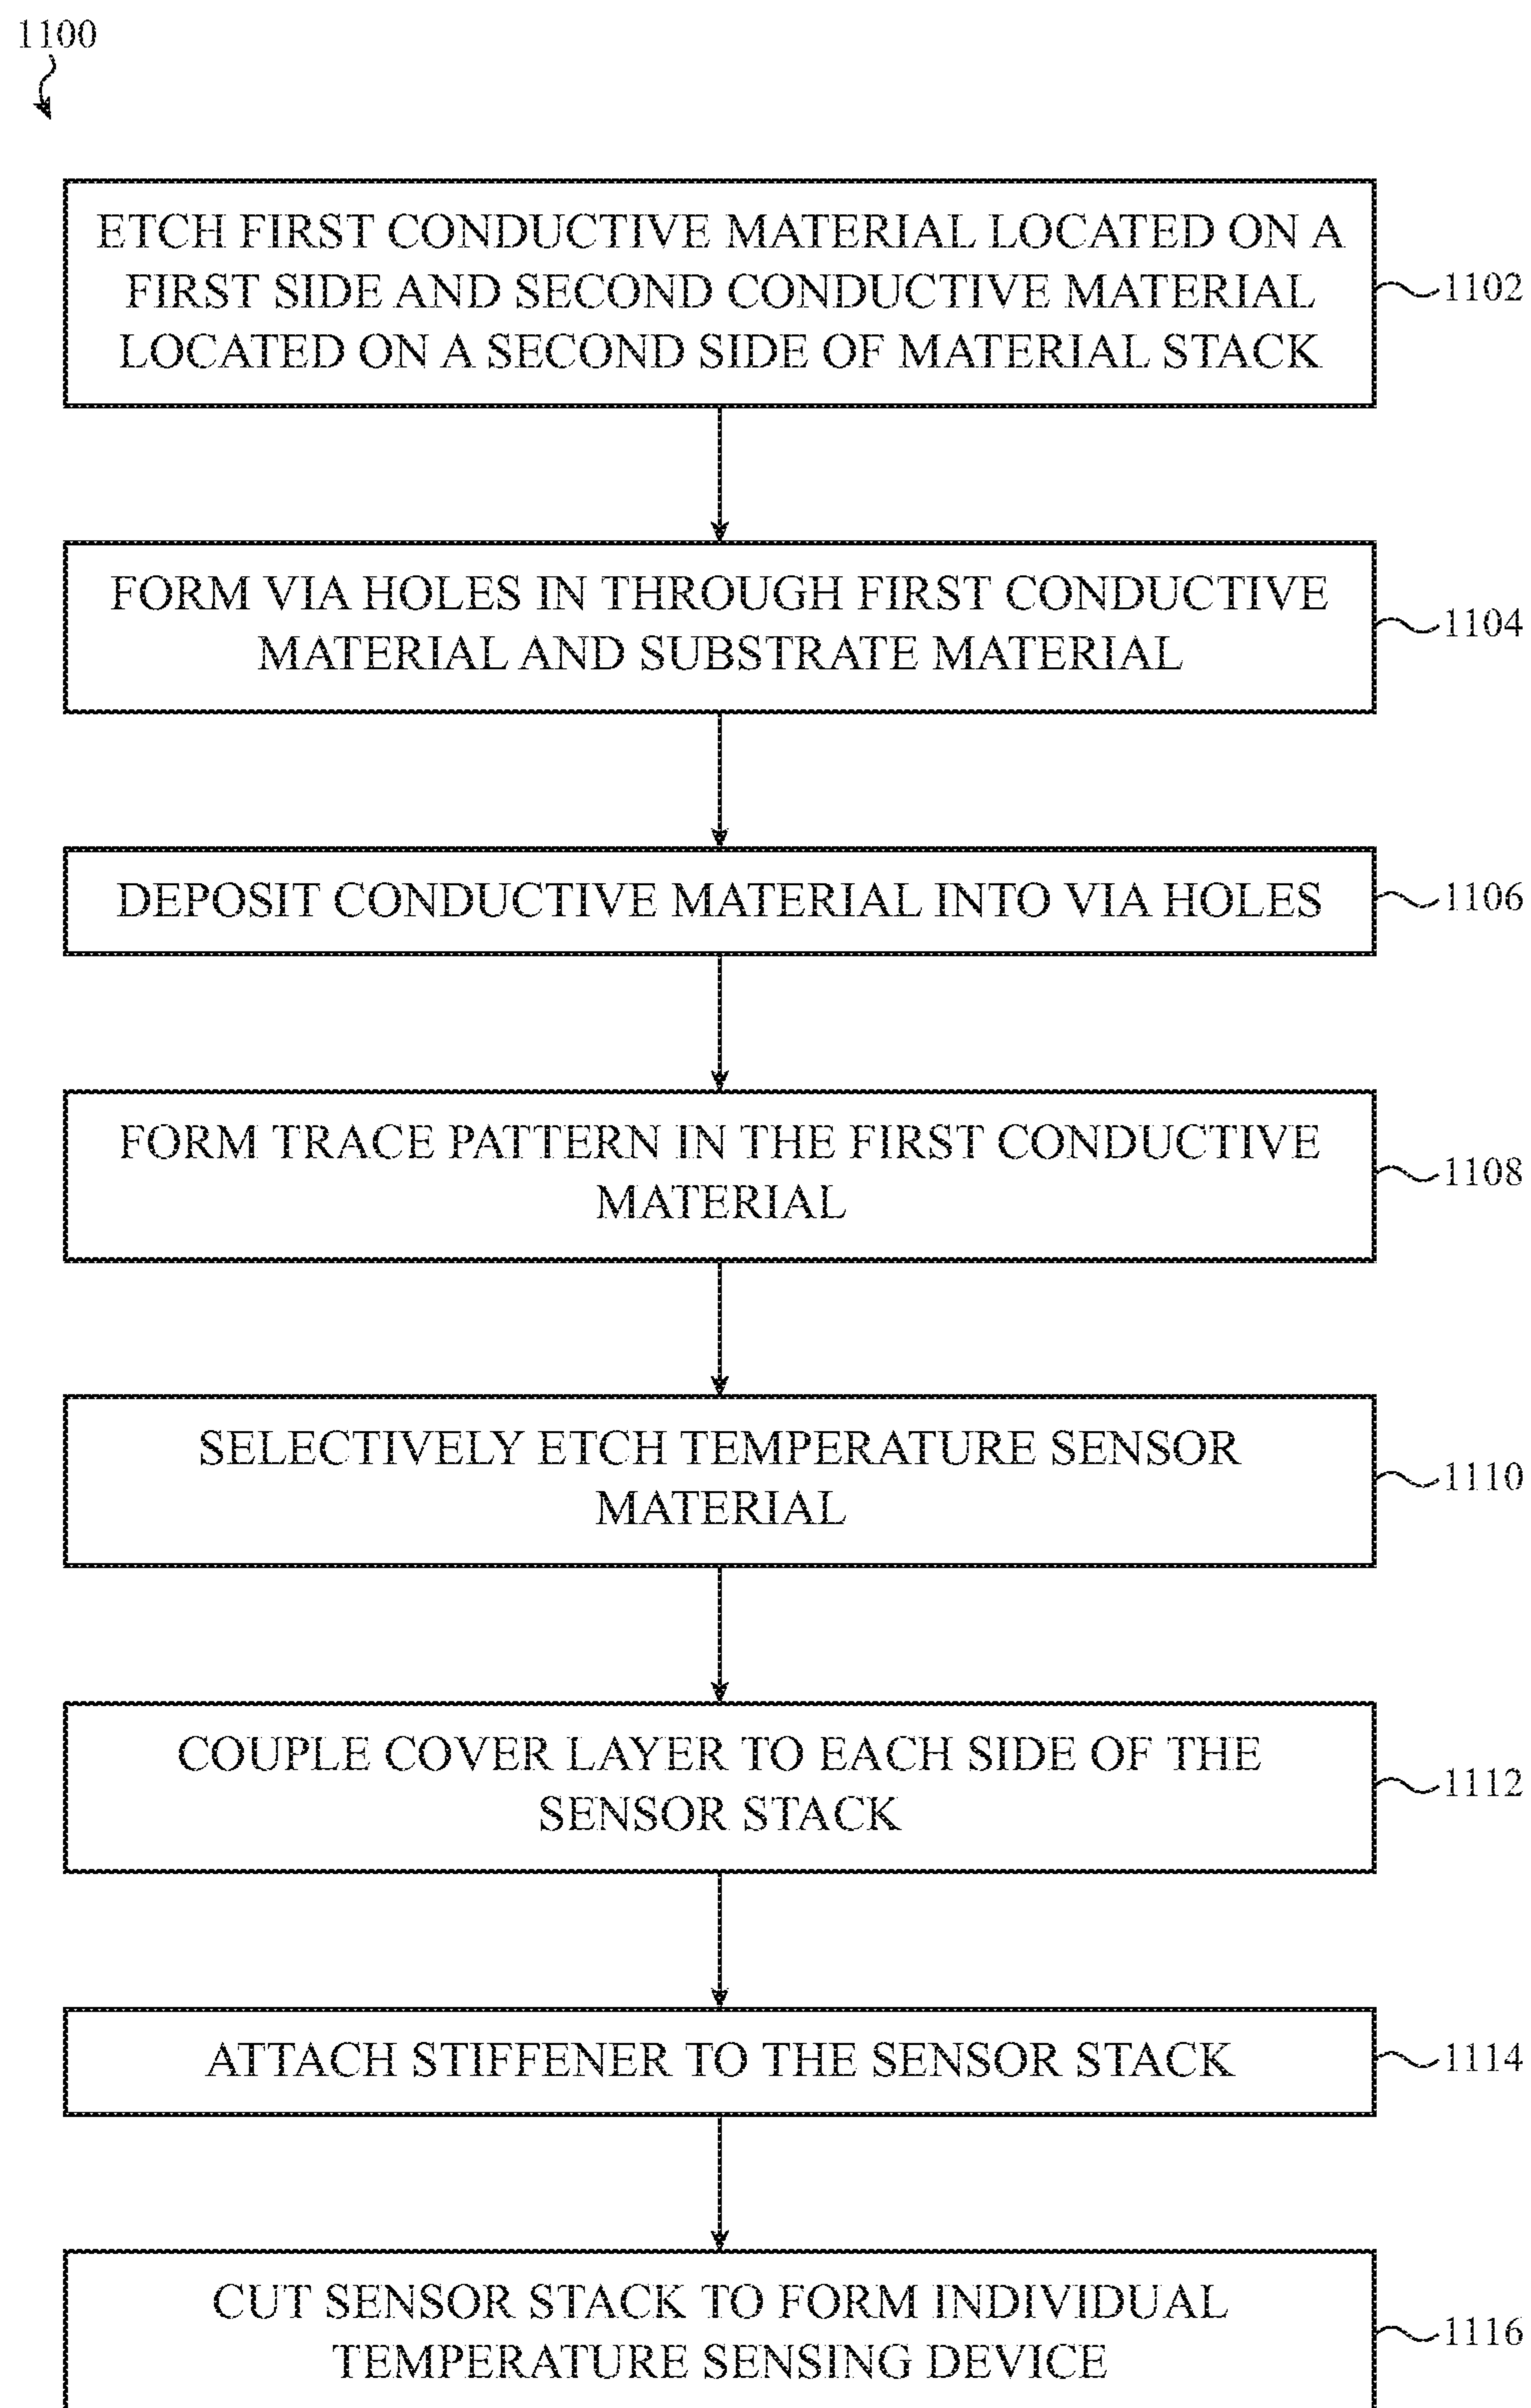 1100
ETCH FIRST CONDUCTIVE MATERIAL LOCATED ON A
FIRST SIDE AND SECOND CONDUCTIVE MATERIAL
LOCATED ON A SECOND SIDE OF MATERIAL STACK
1102
FORM VIA HOLES IN THROUGH FIRST CONDUCTIVE
MATERIAL AND SUBSTRATE MATERIAL
1104
DEPOSIT CONDUCTIVE MATERIAL INTO VIA HOLES
1106
FORM TRACE PATTERN IN THE FIRST CONDUCTIVE
MATERIAL
1108
SELECTIVELY ETCH TEMPERATURE SENSOR
MATERIAL
1110
COUPLE COVER LAYER TO EACH SIDE OF THE
SENSOR STACK
1112
ATTACH STIFFENER TO THE SENSOR STACK
1114
CUT SENSOR STACK TO FORM INDIVIDUAL
TEMPERATURE SENSING DEVICE
1116